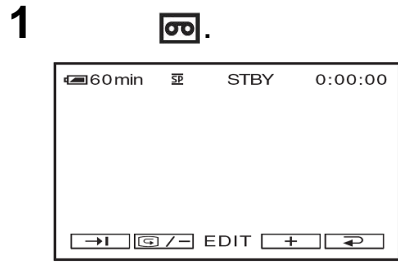 1 .
60min SP STBY 0:00:00
→I /– EDIT + ⮌